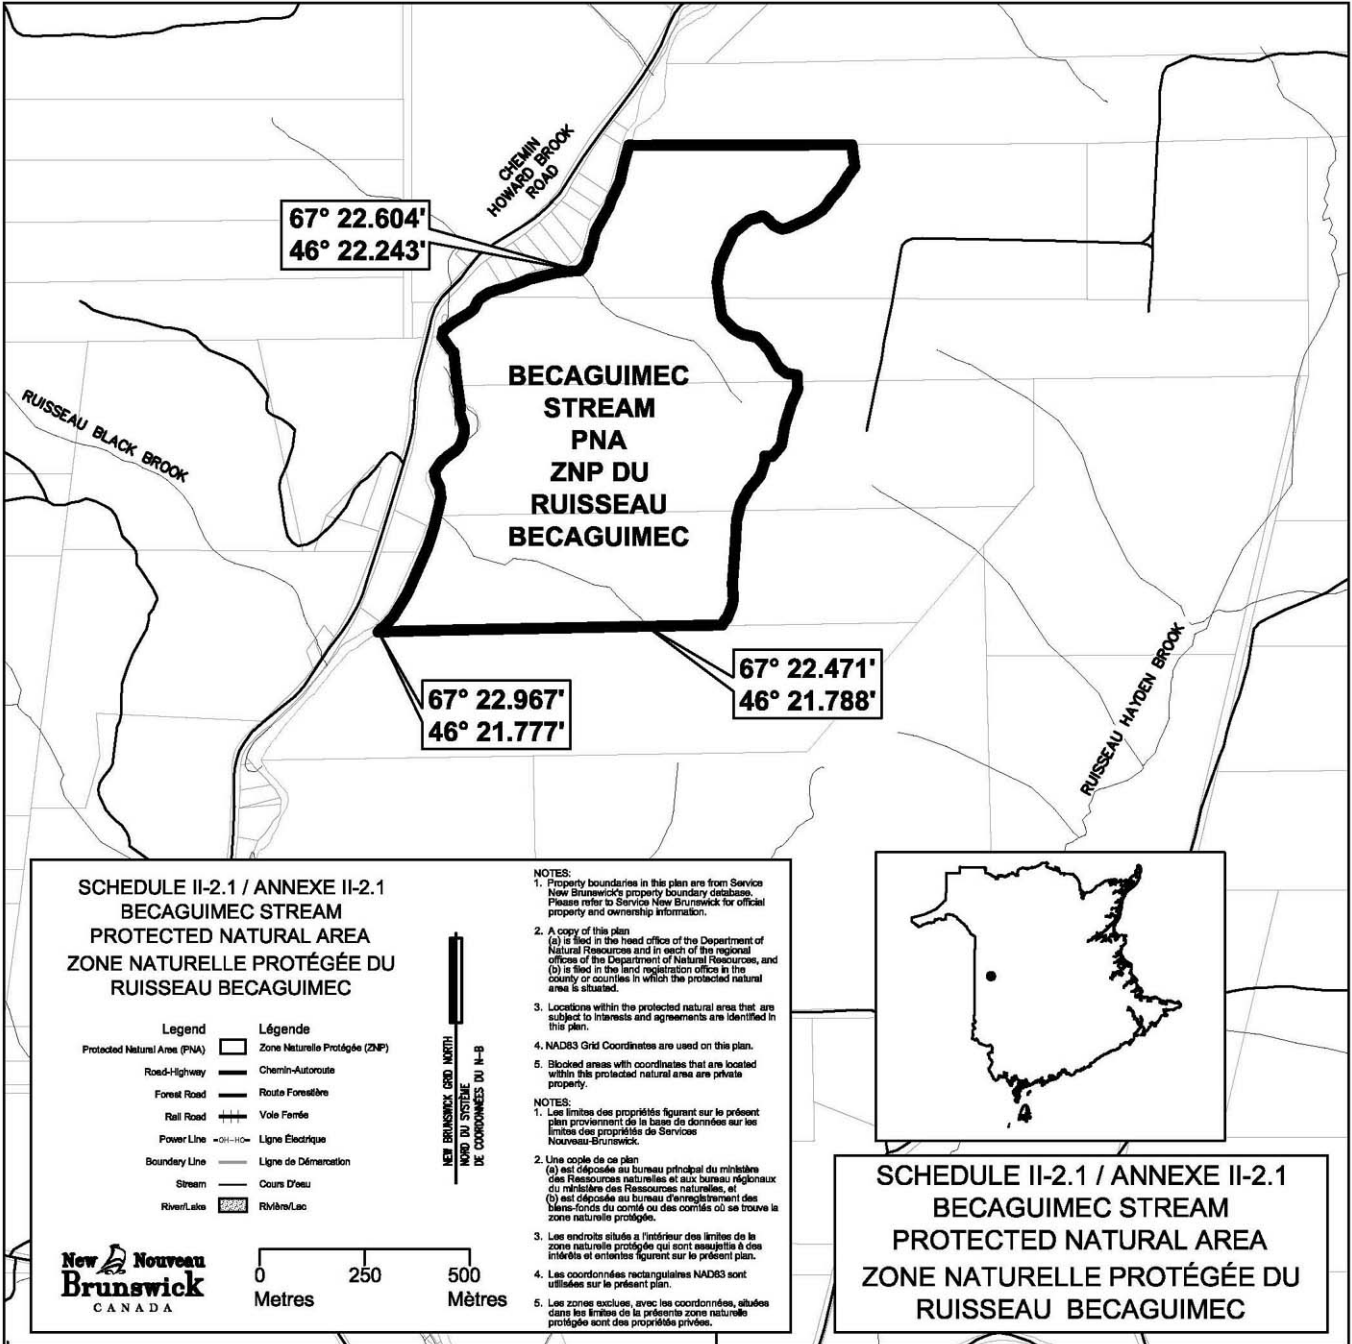 CHEMIN
HOWARD BROOK
ROAD
67° 22.604'
46° 22.243'
BECAGUIMEC
STREAM
PNA
ZNP DU
RUISSEAU
BECAGUIMEC
RUISSEAU BLACK BROOK
67° 22.471'
46° 21.788'
67° 22.967'
46° 21.777'
RUISSEAU HAYDEN BROOK
SCHEDULE II-2.1 / ANNEXE II-2.1
BECAGUIMEC STREAM
PROTECTED NATURAL AREA
ZONE NATURELLE PROTÉGÉE DU
RUISSEAU BECAGUIMEC
Legend Légende
Protected Natural Area (PNA) Zone Naturelle Protégée (ZNP)
Road-Highway Chemin-Autoroute
Forest Road Route Forestière
Rail Road Voie Ferrée
Power Line -OH-HO- Ligne Électrique
Boundary Line Ligne de Démarcation
Stream Cours D'eau
River/Lake Rivière/Lac
NEW BRUNSWICK GRID NORTH
NORD DU SYSTÈME
DE COORDONNÉES DU N-B
New Nouveau
Brunswick
CANADA
0 250 500
Metres Mètres
NOTES:
1. Property boundaries in this plan are from Service
New Brunswick's property boundary database.
Please refer to Service New Brunswick for official
property and ownership information.
2. A copy of this plan
(a) is filed in the head office of the Department of
Natural Resources and in each of the regional
offices of the Department of Natural Resources, and
(b) is filed in the land registration office in the
county or counties in which the protected natural
area is situated.
3. Locations within the protected natural area that are
subject to interests and agreements are identified in
this plan.
4. NAD83 Grid Coordinates are used on this plan.
5. Blocked areas with coordinates that are located
within this protected natural area are private
property.
NOTES:
1. Les limites des propriétés figurant sur le présent
plan proviennent de la base de données sur les
limites des propriétés de Services
Nouveau-Brunswick.
2. Une copie de ce plan
(a) est déposée au bureau principal du ministère
des Ressources naturelles et aux bureau régionaux
du ministère des Ressources naturelles, et
(b) est déposée au bureau d'enregistrement des
biens-fonds du comté ou des comtés où se trouve la
zone naturelle protégée.
3. Les endroits situés a l'intérieur des limites de la
zone naturelle protégée qui sont assujettis à des
intérêts et ententes figurent sur le présent plan.
4. Les coordonnées rectangulaires NAD83 sont
utilisées sur le présent plan.
5. Les zones exclues, avec les coordonnées, situées
dans les limites de la présente zone naturelle
protégée sont des propriétés privées.
SCHEDULE II-2.1 / ANNEXE II-2.1
BECAGUIMEC STREAM
PROTECTED NATURAL AREA
ZONE NATURELLE PROTÉGÉE DU
RUISSEAU BECAGUIMEC